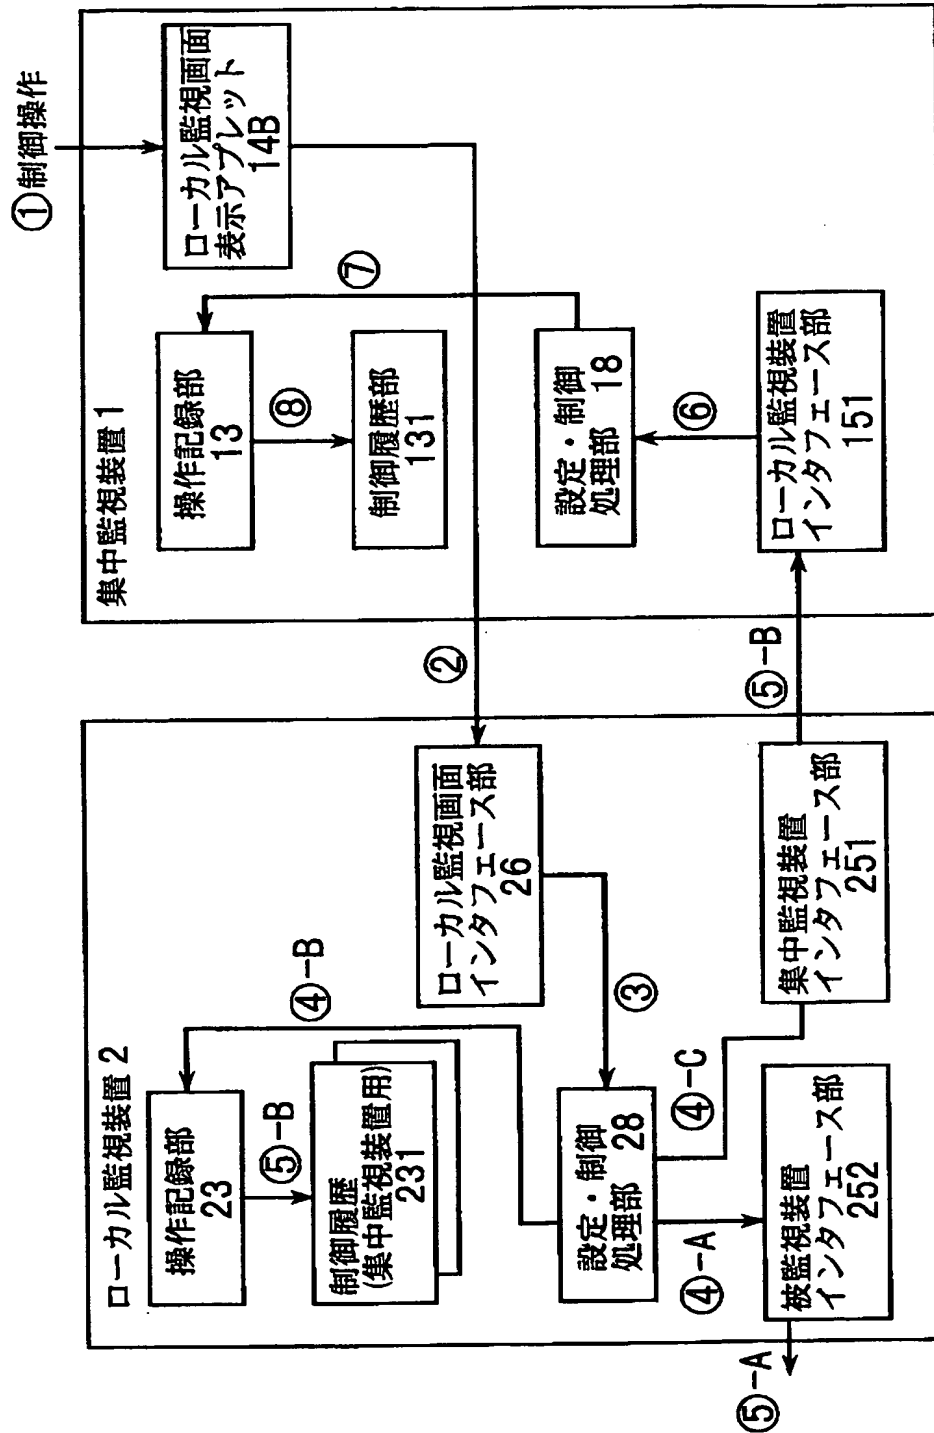 ①制御操作
集中監視装置1
ローカル監視画面
表示アプレット
14B
操作記録部
13
⑦
⑧
制御履歴部
131
設定・制御
処理部 18
⑥
ローカル監視装置
インタフェース部
151
②
⑤-B
ローカル監視装置2
ローカル監視画面
インタフェース部
26
操作記録部
23
④-B
⑤-B
制御履歴
(集中監視装置用)
231
③
設定・制御
処理部 28
④-C
④-A
集中監視装置
インタフェース部
251
被監視装置
インタフェース部
252
⑤-A